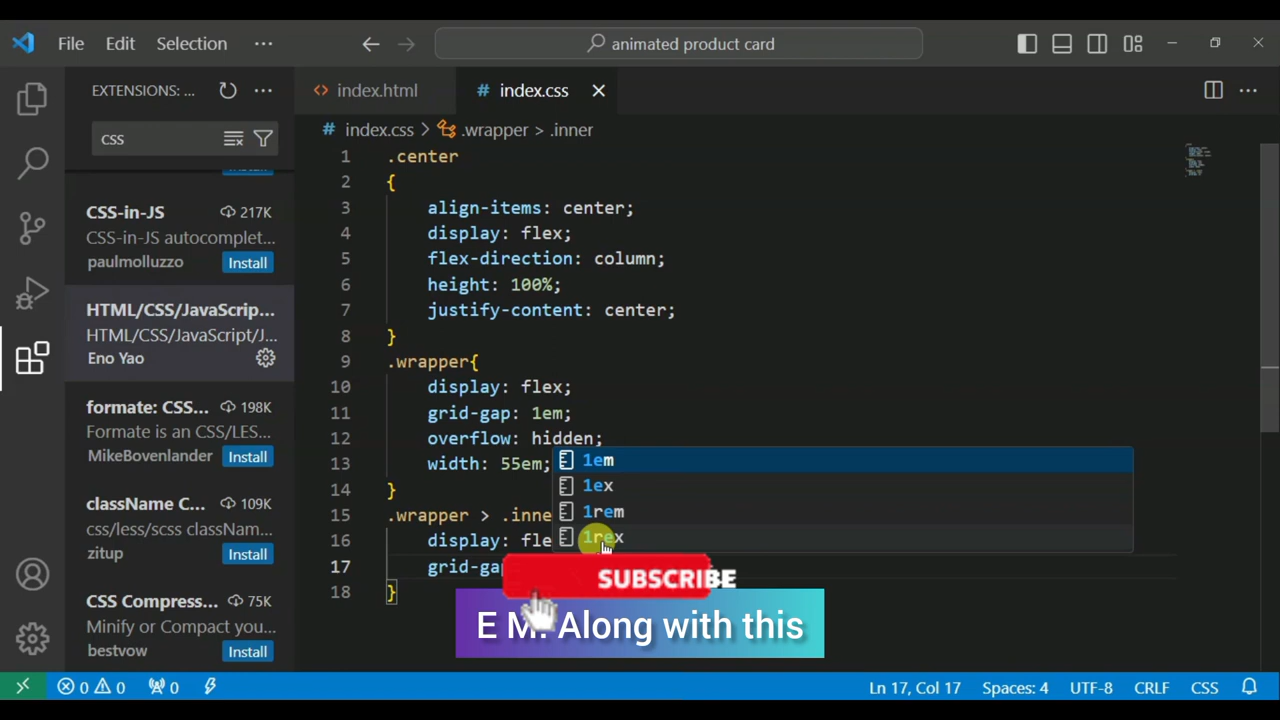 File Edit Selection ···
animated product card
EXTENSIONS: ...
index.html
# index.css
css
# index.css > .wrapper > .inner
Install
CSS-in-JS 217K
CSS-in-JS autocomplet...
paulmolluzzo Install
HTML/CSS/JavaScrip...
HTML/CSS/JavaScript/J...
Eno Yao
formate: CSS... 198K
Formate is an CSS/LES...
MikeBovenlander Install
className C... 109K
css/less/scss classNam...
zitup Install
CSS Compress... 75K
Minify or Compact you...
bestvow Install
1 .center
2 {
3 align-items: center;
4 display: flex;
5 flex-direction: column;
6 height: 100%;
7 justify-content: center;
8 }
9 .wrapper{
10 display: flex;
11 grid-gap: 1em;
12 overflow: hidden;
13 width: 55em;
14 }
15 .wrapper > .inne
16 display: fle
17 grid-gap
18 }
1em
1ex
1rem
1rex
SUBSCRIBE
E M. Along with this
0 0 0
Ln 17, Col 17 Spaces: 4 UTF-8 CRLF CSS